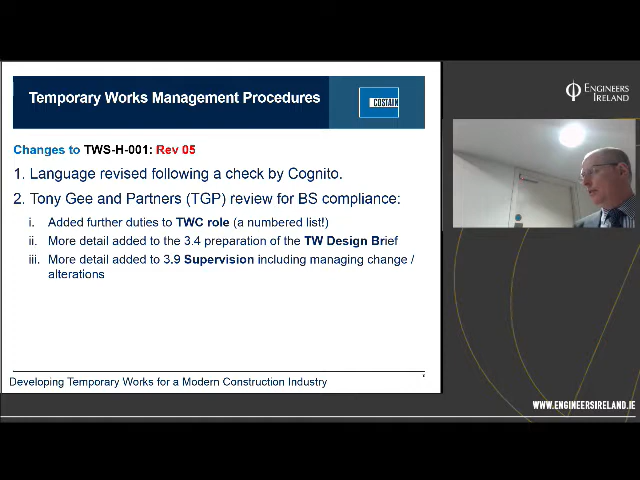 Temporary Works Management Procedures
COSTAIN
Changes to TWS-H-001: Rev 05
1. Language revised following a check by Cognito.
2. Tony Gee and Partners (TGP) review for BS compliance:
i. Added further duties to TWC role (a numbered list!)
ii. More detail added to the 3.4 preparation of the TW Design Brief
iii. More detail added to 3.9 Supervision including managing change /
alterations
Developing Temporary Works for a Modern Construction Industry
ENGINEERS
IRELAND
WWW.ENGINEERSIRELAND.IE